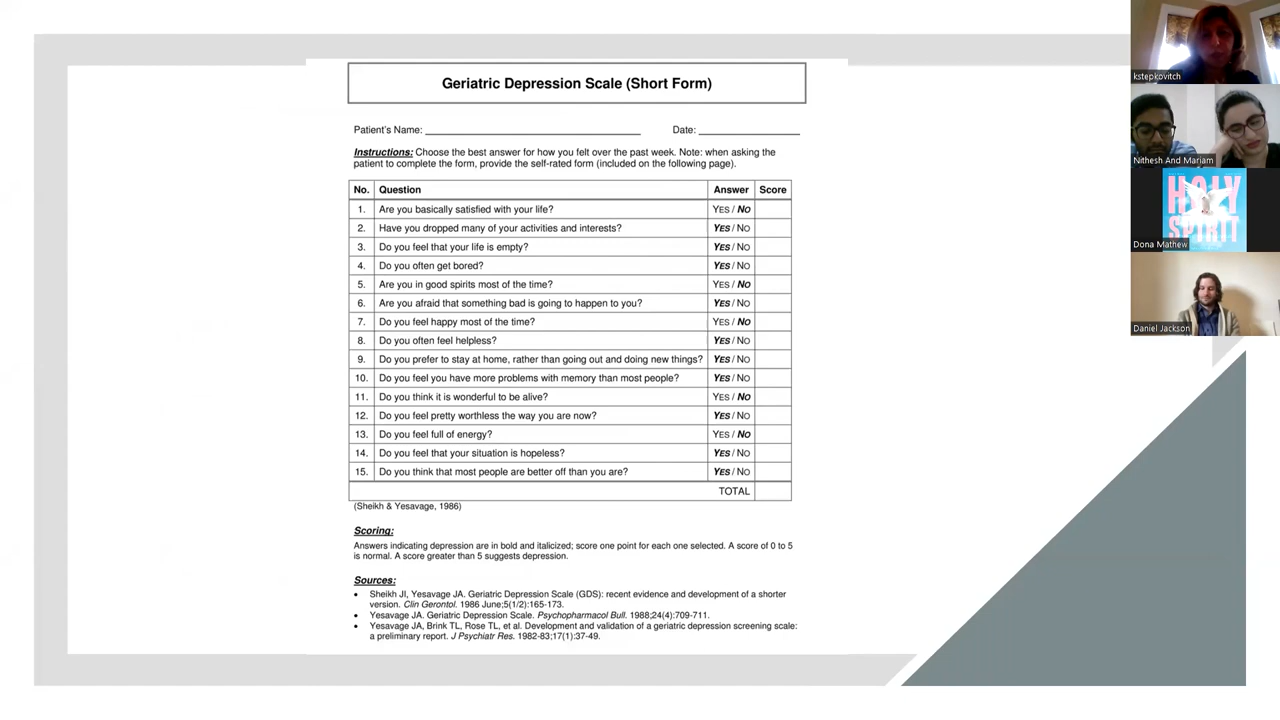 Geriatric Depression Scale (Short Form)
Patient's Name: Date:
Instructions: Choose the best answer for how you felt over the past week. Note: when asking the
patient to complete the form, provide the self-rated form (included on the following page).
No. Question Answer Score
1. Are you basically satisfied with your life? YES / NO
2. Have you dropped many of your activities and interests? YES / NO
3. Do you feel that your life is empty? YES / NO
4. Do you often get bored? YES / NO
5. Are you in good spirits most of the time? YES / NO
6. Are you afraid that something bad is going to happen to you? YES / NO
7. Do you feel happy most of the time? YES / NO
8. Do you often feel helpless? YES / NO
9. Do you prefer to stay at home, rather than going out and doing new things? YES / NO
10. Do you feel you have more problems with memory than most people? YES / NO
11. Do you think it is wonderful to be alive? YES / NO
12. Do you feel pretty worthless the way you are now? YES / NO
13. Do you feel full of energy? YES / NO
14. Do you feel that your situation is hopeless? YES / NO
15. Do you think that most people are better off than you are? YES / NO
TOTAL
(Sheikh & Yesavage, 1986)
Scoring:
Answers indicating depression are in bold and italicized; score one point for each one selected. A score of 0 to 5
is normal. A score greater than 5 suggests depression.
Sources:
• Sheikh JI, Yesavage JA. Geriatric Depression Scale (GDS): recent evidence and development of a shorter
version. Clin Gerontol. 1986 June;5(1/2):165-173.
• Yesavage JA. Geriatric Depression Scale. Psychopharmacol Bull. 1988;24(4):709-711.
• Yesavage JA, Brink TL, Rose TL, et al. Development and validation of a geriatric depression screening scale:
a preliminary report. J Psychiatr Res. 1982-83;17(1):37-49.
kstepkovitch
Nithesh And Mariam
HOLY
SPIRIT
Dona Mathew
Daniel Jackson